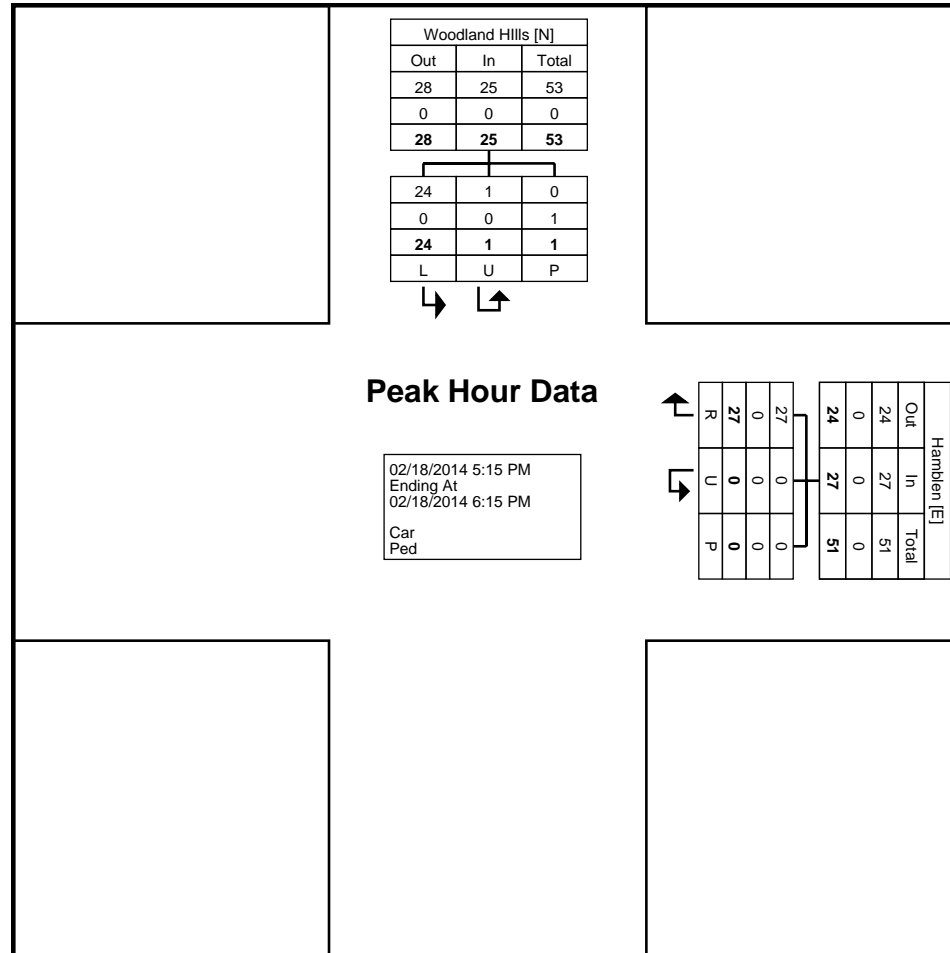 Woodland HIlls [N]
Out In Total
28 25 53
0 0 0
28 25 53
24 1 0
0 0 1
24 1 1
L U P
Peak Hour Data
02/18/2014 5:15 PM
Ending At
02/18/2014 6:15 PM
Car
Ped
Hamblen [E]
Out In Total
24 27 51
0 0 0
24 27 51
27 0 0
0 0 0
27 0 0
R U P